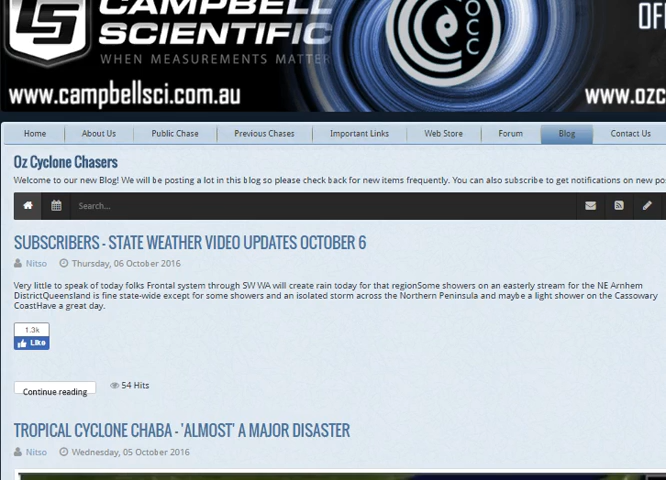 CAMPBELL
SCIENTIFIC
WHEN MEASUREMENTS MATTER
OCC
www.campbellsci.com.au
www.ozc
Home About Us Public Chase Previous Chases Important Links Web Store Forum Blog Contact Us
Oz Cyclone Chasers
Welcome to our new Blog! We will be posting a lot in this blog so please check back for new items frequently. You can also subscribe to get notifications on new po
Search...
SUBSCRIBERS - STATE WEATHER VIDEO UPDATES OCTOBER 6
Nitso Thursday, 06 October 2016
Very little to speak of today folks Frontal system through SW WA will create rain today for that regionSome showers on an easterly stream for the NE Arnhem
DistrictQueensland is fine state-wide except for some showers and an isolated storm across the Northern Peninsula and maybe a light shower on the Cassowary
CoastHave a great day.
1.3k
Like
Continue reading 54 Hits
TROPICAL CYCLONE CHABA - 'ALMOST' A MAJOR DISASTER
Nitso Wednesday, 05 October 2016